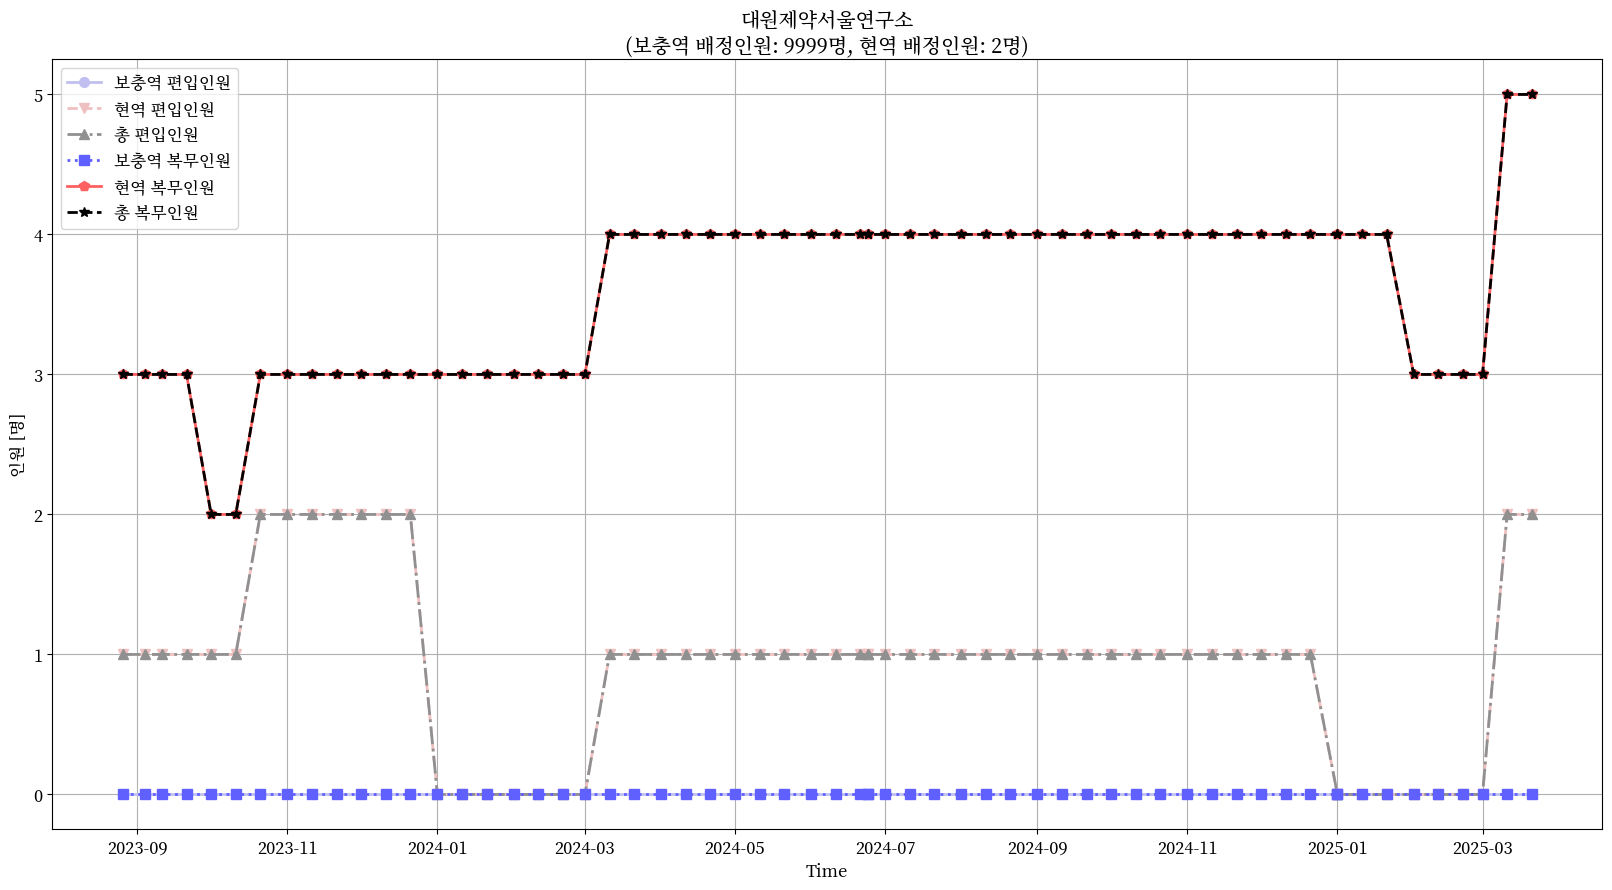 대원제약서울연구소
(보충역 배정인원: 9999명, 현역 배정인원: 2명)
보충역 편입인원
현역 편입인원
총 편입인원
보충역 복무인원
현역 복무인원
총 복무인원
인원 [명]
5
4
3
2
1
0
2023-09
2023-11
2024-01
2024-03
2024-05
2024-07
2024-09
2024-11
2025-01
2025-03
Time